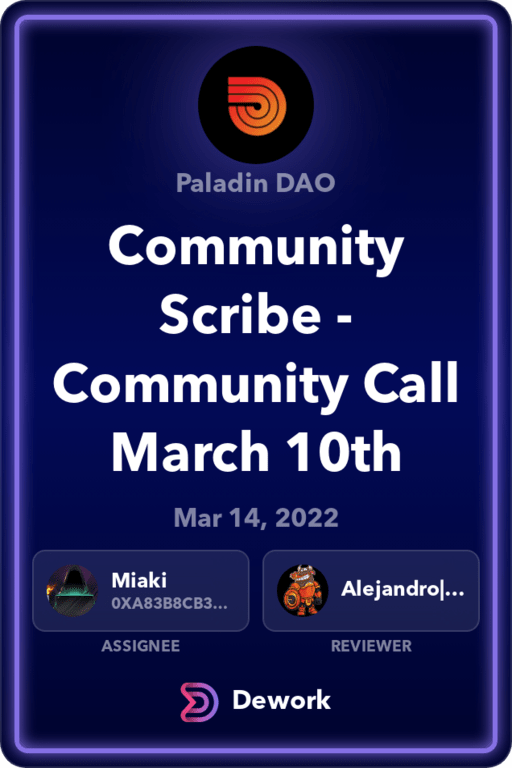 Paladin DAO
Community
Scribe -
Community Call
March 10th
Mar 14, 2022
Miaki
0XA83B8CB3...
Alejandro|...
ASSIGNEE
REVIEWER
Dework